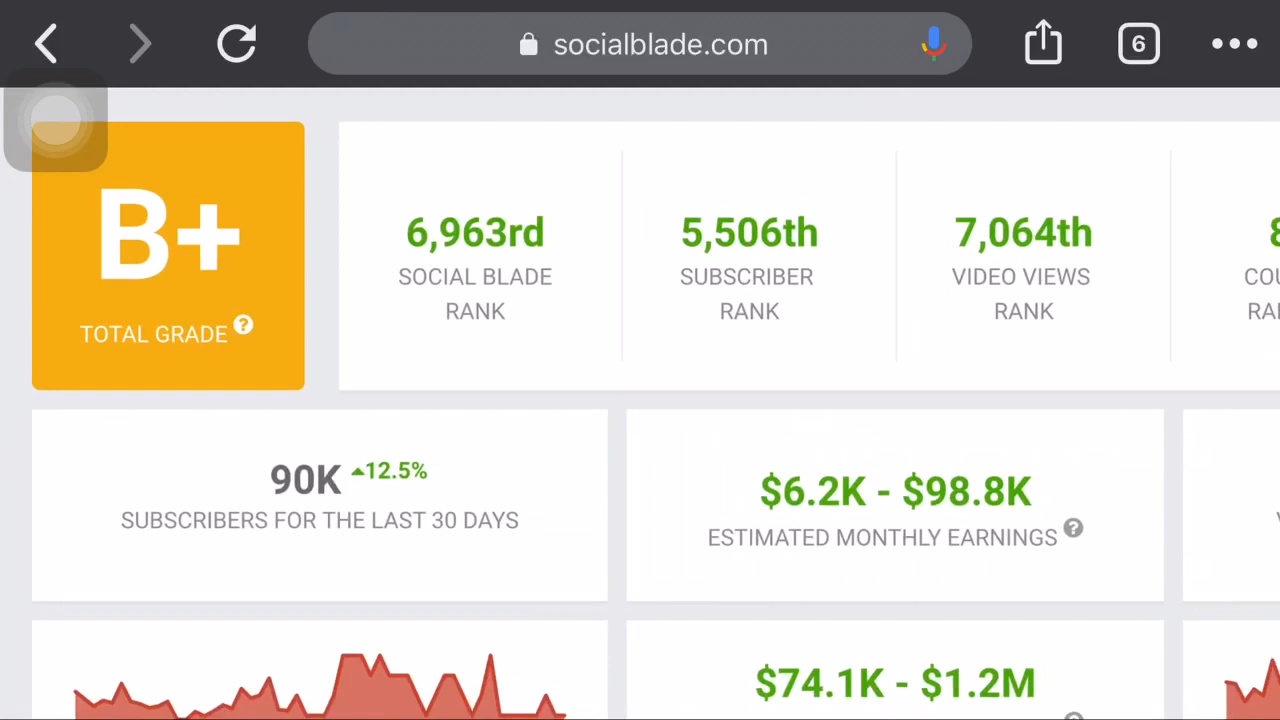 socialblade.com
6
B+
TOTAL GRADE ?
6,963rd
SOCIAL BLADE
RANK
5,506th
SUBSCRIBER
RANK
7,064th
VIDEO VIEWS
RANK
90K 12.5%
SUBSCRIBERS FOR THE LAST 30 DAYS
$6.2K - $98.8K
ESTIMATED MONTHLY EARNINGS ?
$74.1K - $1.2M